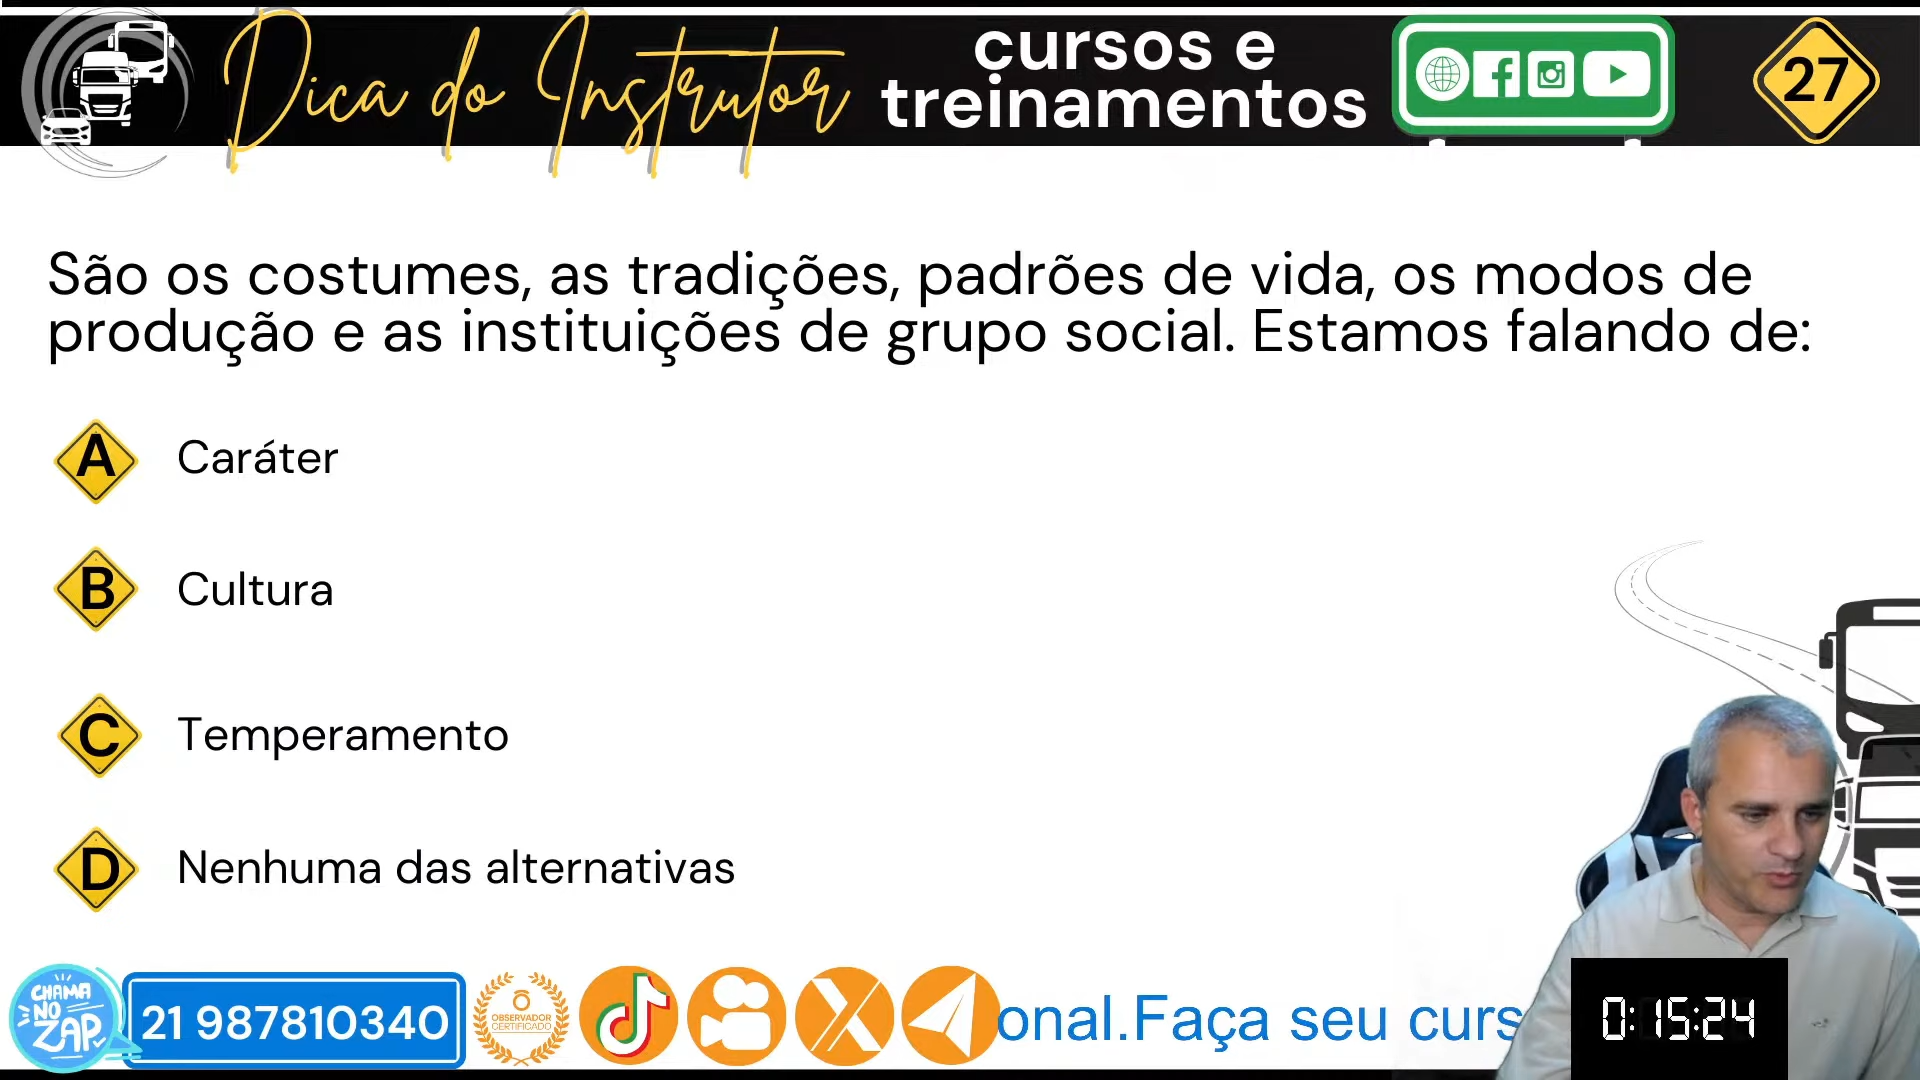 Dica do Instrutor
cursos e
treinamentos
27
São os costumes, as tradições, padrões de vida, os modos de
produção e as instituições de grupo social. Estamos falando de:
A Caráter
B Cultura
C Temperamento
D Nenhuma das alternativas
CHAMA
NO
ZAP
21 987810340
OBSERVADOR
CERTIFICADO
onal.Faça seu curs
0:15:24